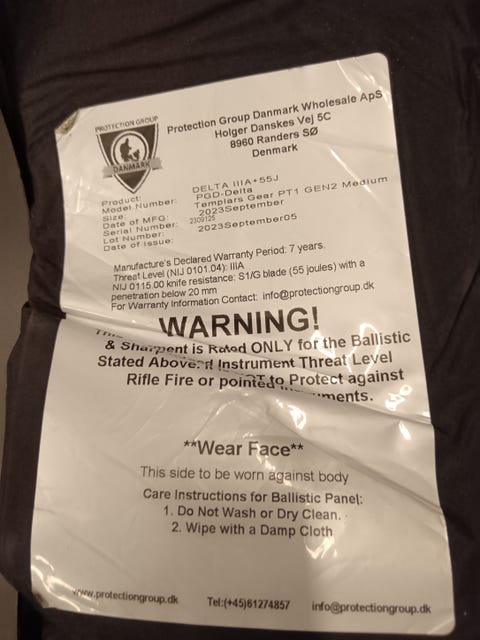 PROTECTION GROUP
DANMARK
Protection Group Danmark Wholesale ApS
Holger Danskes Vej 5C
8960 Randers SØ
Denmark
Product: DELTA IIIA+55J
Model Number: PGD-Delta
Size: Templars Gear PT1 GEN2 Medium
Date of MFG: 2023September
Serial Number: 2309125
Lot Number: 2023September05
Date of Issue:
Manufacture's Declared Warranty Period: 7 years.
Threat Level (NIJ 0101.04): IIIA
NIJ 0115.00 knife resistance: S1/G blade (55 joules) with a
penetration below 20 mm
For Warranty Information Contact: info@protectiongroup.dk
WARNING!
is Rated ONLY for the Ballistic
& Sharp Instrument Threat Level
Stated Above.
to Protect against
Rifle Fire or pointed
**Wear Face**
This side to be worn against body
Care Instructions for Ballistic Panel:
1. Do Not Wash or Dry Clean.
2. Wipe with a Damp Cloth
www.protectiongroup.dk Tel:(+45)61274857 info@protectiongroup.dk